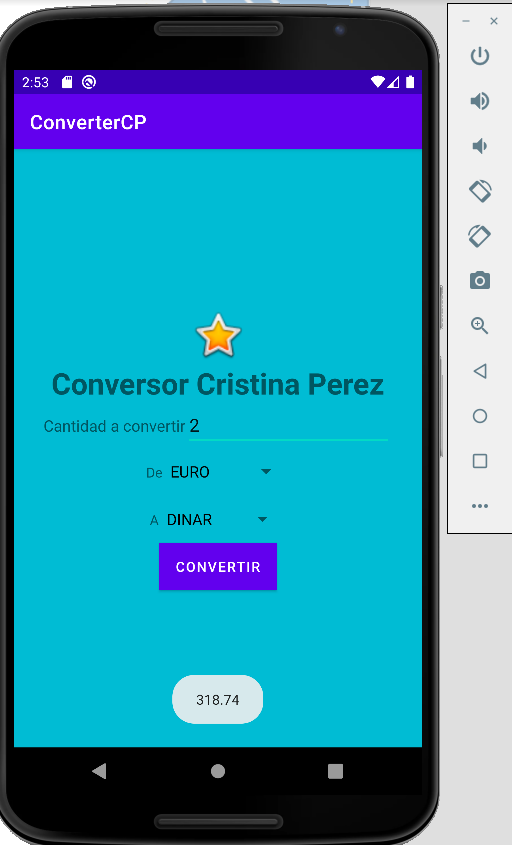 2:53
ConverterCP
Conversor Cristina Perez
Cantidad a convertir 2
De EURO
A DINAR
CONVERTIR
318.74